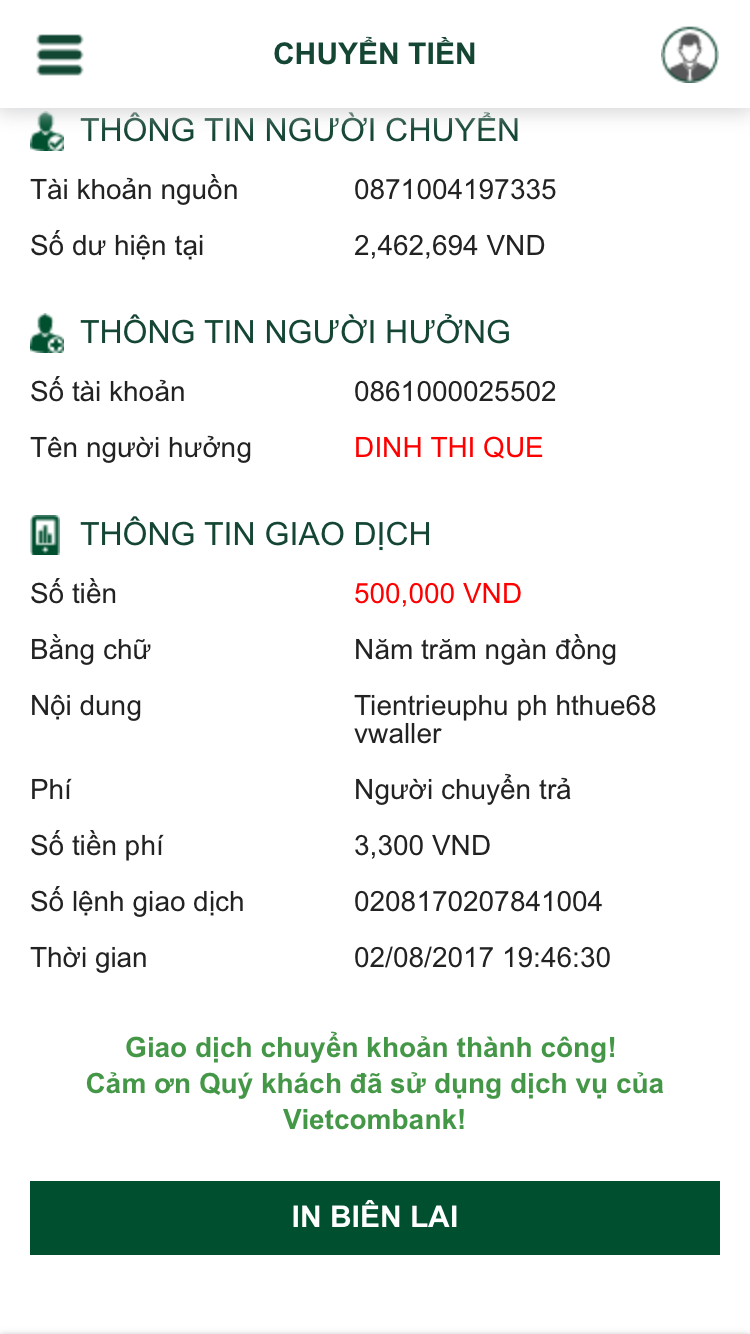 CHUYỂN TIỀN
THÔNG TIN NGƯỜI CHUYỂN
Tài khoản nguồn 0871004197335
Số dư hiện tại 2,462,694 VND
THÔNG TIN NGƯỜI HƯỞNG
Số tài khoản 0861000025502
Tên người hưởng DINH THI QUE
THÔNG TIN GIAO DỊCH
Số tiền 500,000 VND
Bằng chữ Năm trăm ngàn đồng
Nội dung Tientrieuphu ph hthue68
vwaller
Phí Người chuyển trả
Số tiền phí 3,300 VND
Số lệnh giao dịch 0208170207841004
Thời gian 02/08/2017 19:46:30
Giao dịch chuyển khoản thành công!
Cảm ơn Quý khách đã sử dụng dịch vụ của
Vietcombank!
IN BIÊN LAI